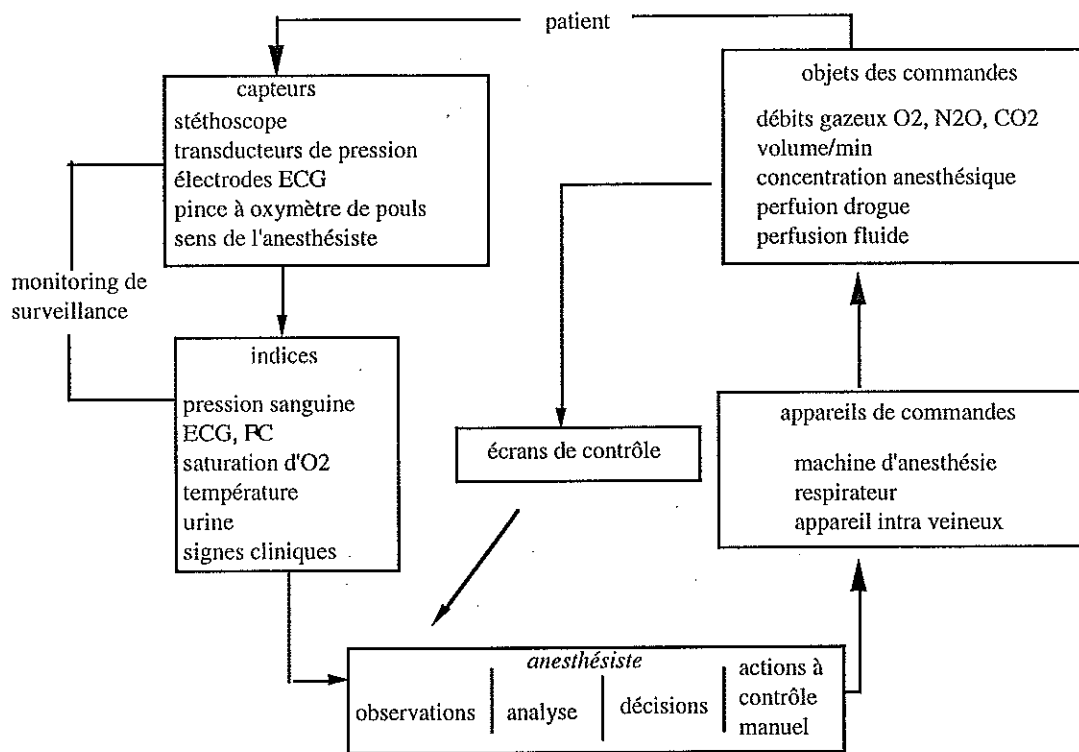 patient
capteurs
stéthoscope
transducteurs de pression
électrodes ECG
pince à oxymètre de pouls
sens de l'anesthésiste
objets des commandes
débits gazeux O2, N2O, CO2
volume/min
concentration anesthésique
perfuion drogue
perfusion fluide
monitoring de
surveillance
indices
pression sanguine
ECG, FC
saturation d'O2
température
urine
signes cliniques
écrans de contrôle
appareils de commandes
machine d'anesthésie
respirateur
appareil intra veineux
anesthésiste
observations
analyse
décisions
actions à
contrôle
manuel